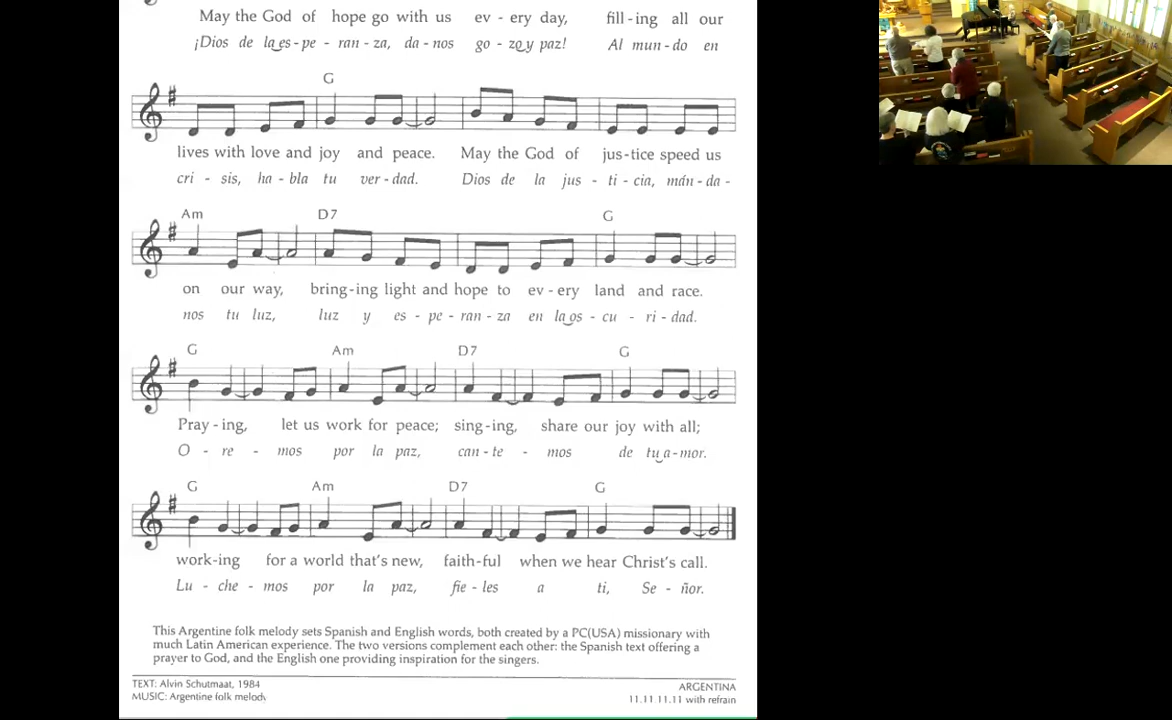 May the God of hope go with us ev - ery day, fill - ing all our
¡Dios de la es - pe - ran - za, da - nos go - zo y paz! Al mun - do en
G
lives with love and joy and peace. May the God of jus - tice speed us
cri - sis, ha - bla tu ver - dad. Dios de la jus - ti - cia, mán - da -
Am D7 G
on our way, bring - ing light and hope to ev - ery land and race.
nos tu luz, luz y es - pe - ran - za en la os - cu - ri - dad.
G Am D7 G
Pray - ing, let us work for peace; sing - ing, share our joy with all;
O - re - mos por la paz, can - te - mos de tu a - mor.
G Am D7 G
work - ing for a world that's new, faith - ful when we hear Christ's call.
Lu - che - mos por la paz, fie - les a ti, Se - ñor.
This Argentine folk melody sets Spanish and English words, both created by a PC(USA) missionary with
much Latin American experience. The two versions complement each other: the Spanish text offering a
prayer to God, and the English one providing inspiration for the singers.
TEXT: Alvin Schutmaat, 1984 ARGENTINA
MUSIC: Argentine folk melody 11.11 11.11 with refrain